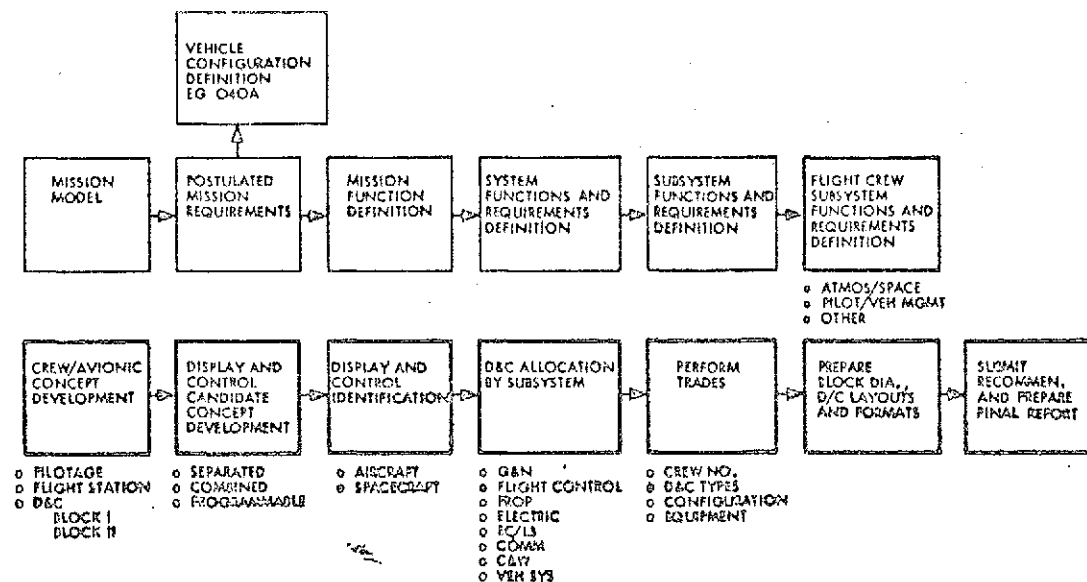 VEHICLE
CONFIGURATION
DEFINITION
EG 040A
MISSION
MODEL
POSTULATED
MISSION
REQUIREMENTS
MISSION
FUNCTION
DEFINITION
SYSTEM
FUNCTIONS AND
REQUIREMENTS
DEFINITION
SUBSYSTEM
FUNCTIONS AND
REQUIREMENTS
DEFINITION
FLIGHT CREW
SUBSYSTEM
FUNCTIONS AND
REQUIREMENTS
DEFINITION
o ATMOS/SPACE
o PILOT/VEH MGMT
o OTHER
CREW/AVIONIC
CONCEPT
DEVELOPMENT
o PILOTAGE
o FLIGHT STATION
o D&C
BLOCK I
BLOCK II
DISPLAY AND
CONTROL
CANDIDATE
CONCEPT
DEVELOPMENT
o SEPARATED
o COMBINED
o PROGRAMMABLE
DISPLAY AND
CONTROL
IDENTIFICATION
o AIRCRAFT
o SPACECRAFT
D&C ALLOCATION
BY SUBSYSTEM
o G&N
o FLIGHT CONTROL
o PROP
o ELECTRIC
o EC/LS
o COMM
o C&W
o VEH SYS
PERFORM
TRADES
o CREW NO.
o D&C TYPES
o CONFIGURATION
o EQUIPMENT
PREPARE
BLOCK DIA.,
D/C LAYOUTS
AND FORMATS
SUBMIT
RECOMMEN.
AND PREPARE
FINAL REPORT